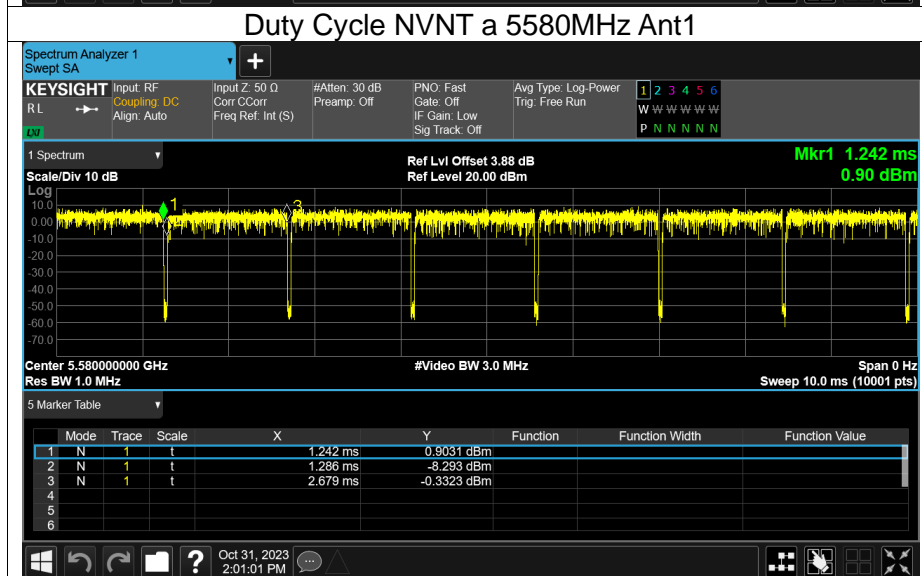 Duty Cycle NVNT a 5580MHz Ant1
Spectrum Analyzer 1
Swept SA
+
KEYSIGHT Input: RF Input Z: 50 Ω #Atten: 30 dB PNO: Fast Avg Type: Log-Power 1 2 3 4 5 6
RL Coupling: DC Corr CCorr Preamp: Off Gate: Off Trig: Free Run W W W W W W
Align: Auto Freq Ref: Int (S) IF Gain: Low
LXI Sig Track: Off P N N N N N
1 Spectrum Ref Lvl Offset 3.88 dB Mkr1 1.242 ms
Scale/Div 10 dB Ref Level 20.00 dBm 0.90 dBm
Log
10.0 1 3
0.00 2
-10.0
-20.0
-30.0
-40.0
-50.0
-60.0
-70.0
Center 5.580000000 GHz #Video BW 3.0 MHz Span 0 Hz
Res BW 1.0 MHz Sweep 10.0 ms (10001 pts)
5 Marker Table
Mode Trace Scale X Y Function Function Width Function Value
1 N 1 t 1.242 ms 0.9031 dBm
2 N 1 t 1.286 ms -8.293 dBm
3 N 1 t 2.679 ms -0.3323 dBm
4
5
6
? Oct 31, 2023
2:01:01 PM